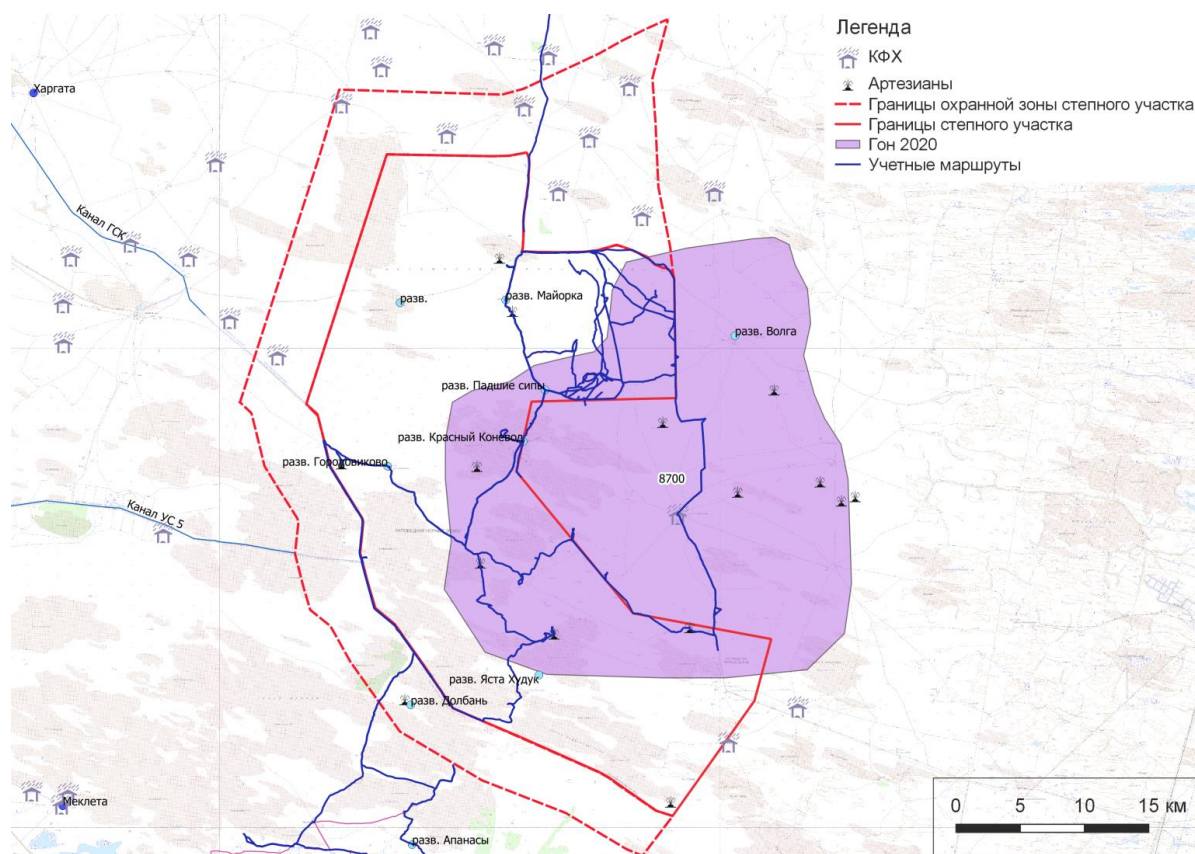 Легенда
КФХ
Артезианы
Границы охранной зоны степного участка
Границы степного участка
Гон 2020
Учетные маршруты
Харгата
Канал ГСК
разв.
разв. Майорка
разв. Волга
разв. Падшие сипы
разв. Красный Коневод
разв. Городовиково
8700
Канал УС 5
разв. Яста Худук
разв. Долбань
Меклета
разв. Апанасы
0 5 10 15 км